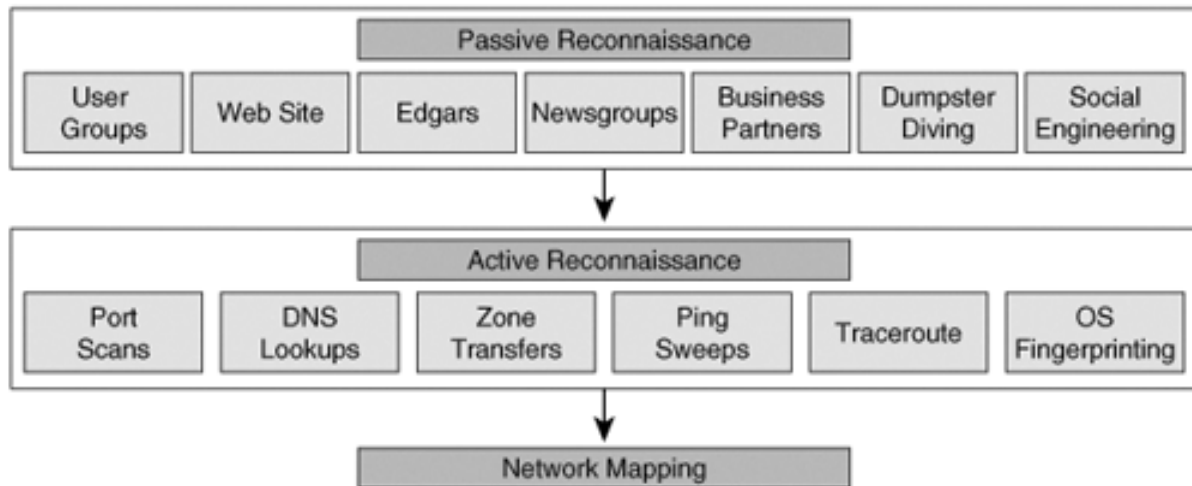 Passive Reconnaissance
User
Groups
Web Site
Edgars
Newsgroups
Business
Partners
Dumpster
Diving
Social
Engineering
Active Reconnaissance
Port
Scans
DNS
Lookups
Zone
Transfers
Ping
Sweeps
Traceroute
OS
Fingerprinting
Network Mapping